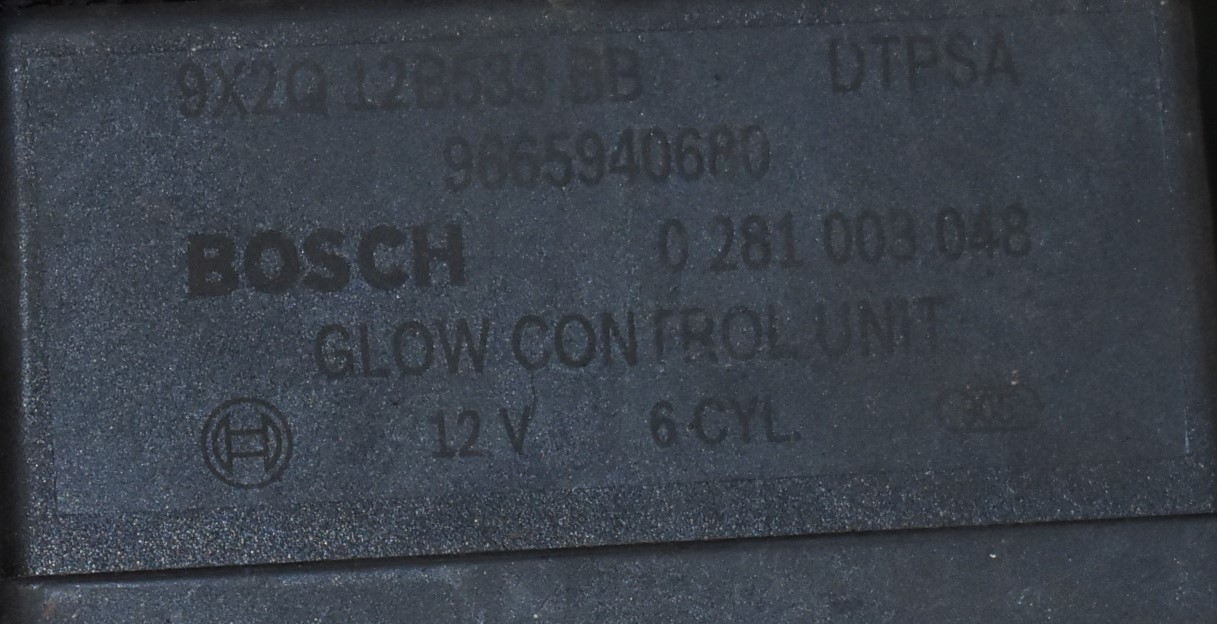 9X2Q 12B533 BB DTPSA
9665940680
BOSCH 0 281 003 048
GLOW CONTROL UNIT
12 V 6 CYL.